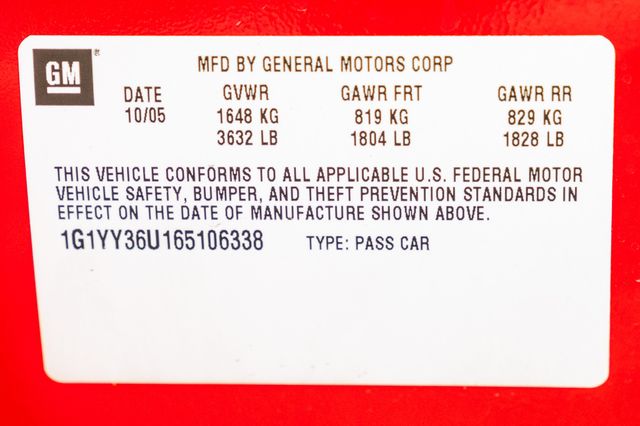 GM ®
MFD BY GENERAL MOTORS CORP
DATE GVWR GAWR FRT GAWR RR
10/05 1648 KG 819 KG 829 KG
3632 LB 1804 LB 1828 LB
THIS VEHICLE CONFORMS TO ALL APPLICABLE U.S. FEDERAL MOTOR
VEHICLE SAFETY, BUMPER, AND THEFT PREVENTION STANDARDS IN
EFFECT ON THE DATE OF MANUFACTURE SHOWN ABOVE.
1G1YY36U165106338 TYPE: PASS CAR